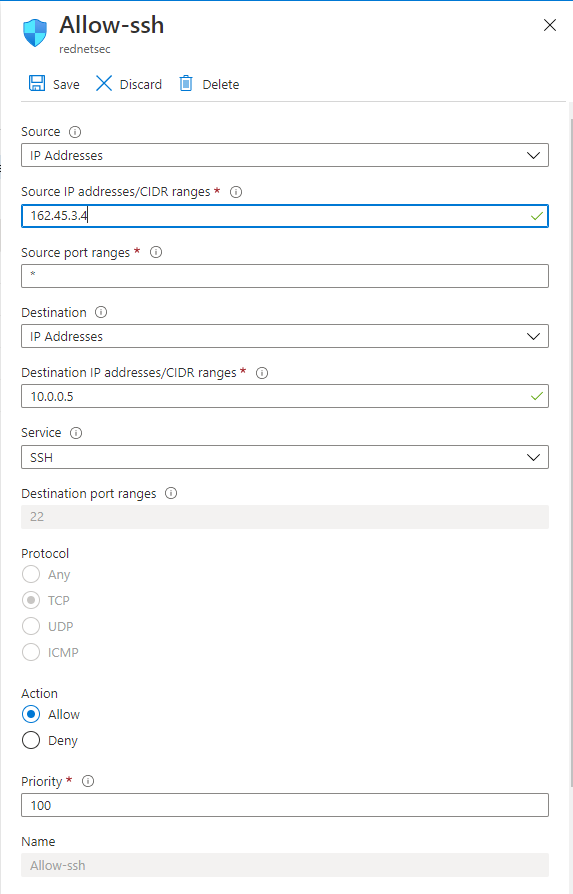 Allow-ssh
rednetsec
Save Discard Delete
Source
IP Addresses
Source IP addresses/CIDR ranges *
162.45.3.4
Source port ranges *
*
Destination
IP Addresses
Destination IP addresses/CIDR ranges *
10.0.0.5
Service
SSH
Destination port ranges
22
Protocol
Any
TCP
UDP
ICMP
Action
Allow
Deny
Priority *
100
Name
Allow-ssh